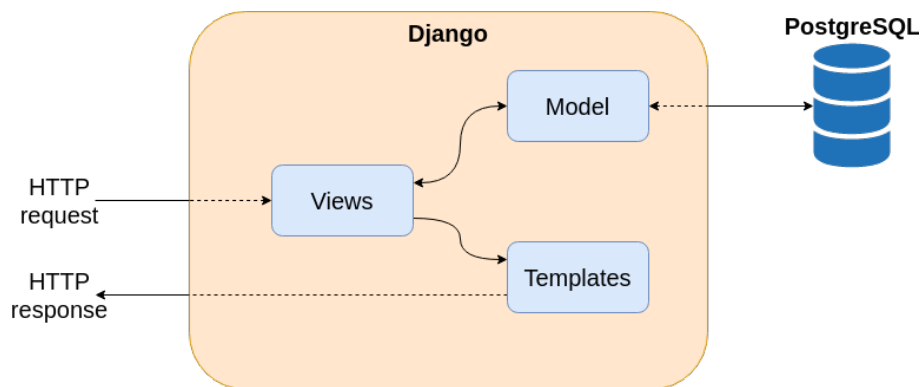 Django
PostgreSQL
Model
HTTP
request
Views
HTTP
response
Templates